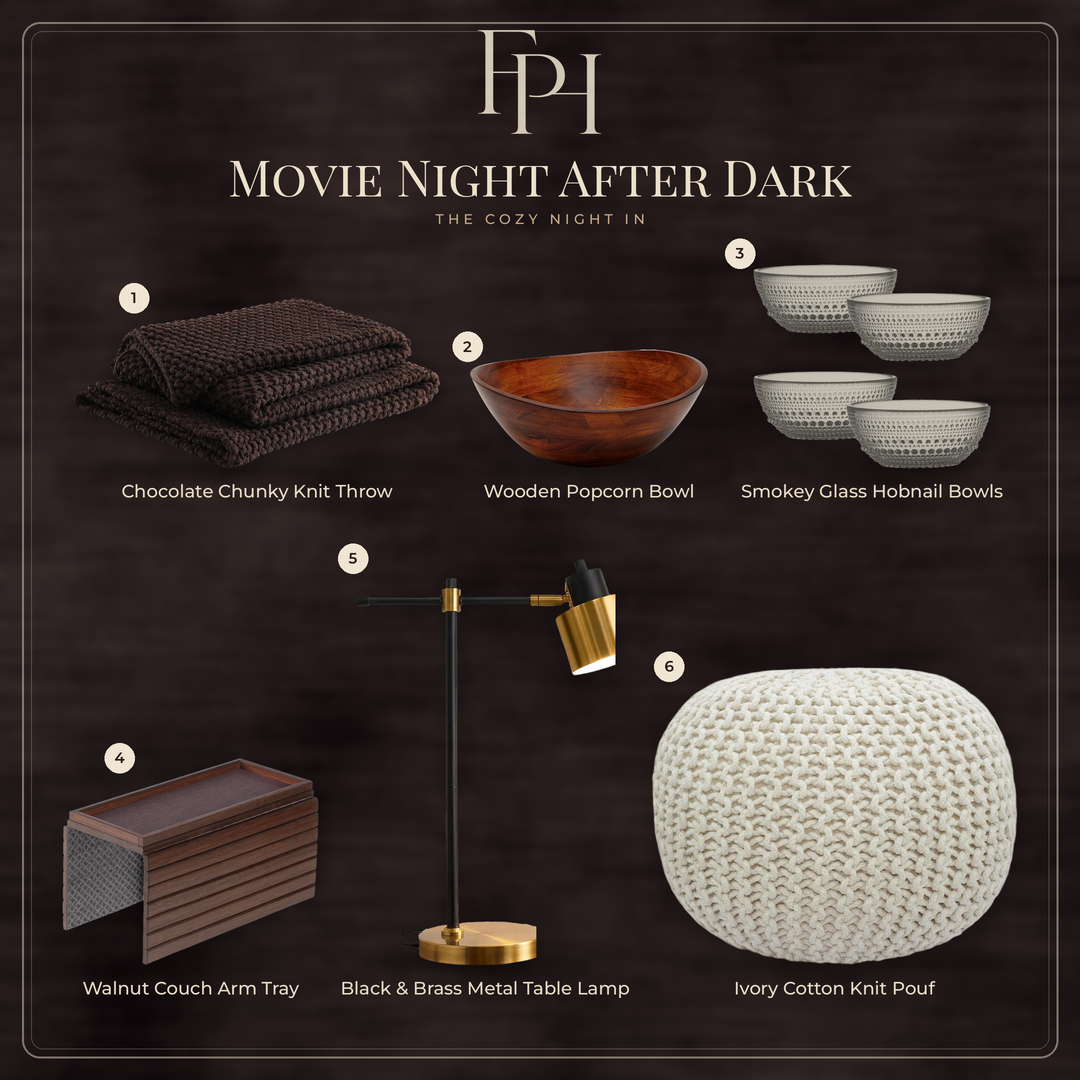 FPH
Movie Night After Dark
THE COZY NIGHT IN
1
2
3
Chocolate Chunky Knit Throw
Wooden Popcorn Bowl
Smokey Glass Hobnail Bowls
4
5
6
Walnut Couch Arm Tray
Black & Brass Metal Table Lamp
Ivory Cotton Knit Pouf